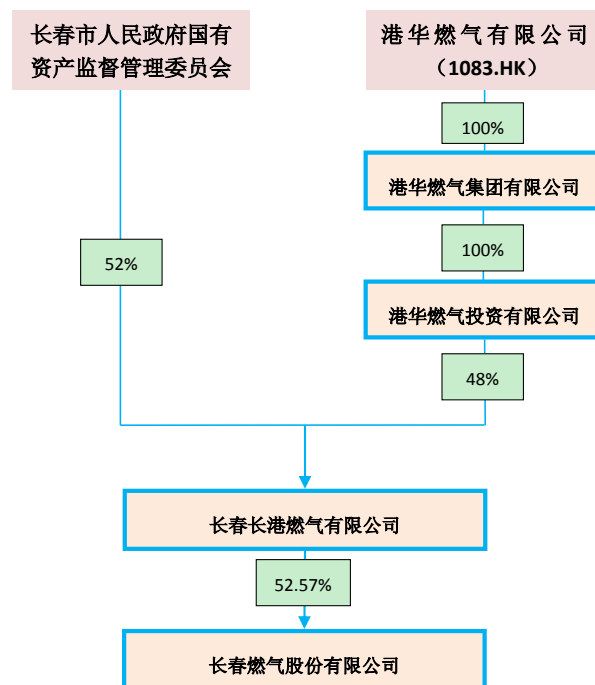 长春市人民政府国有
资产监督管理委员会
港华燃气有限公司
（1083.HK）
100%
港华燃气集团有限公司
100%
52%
港华燃气投资有限公司
48%
长春长港燃气有限公司
52.57%
长春燃气股份有限公司